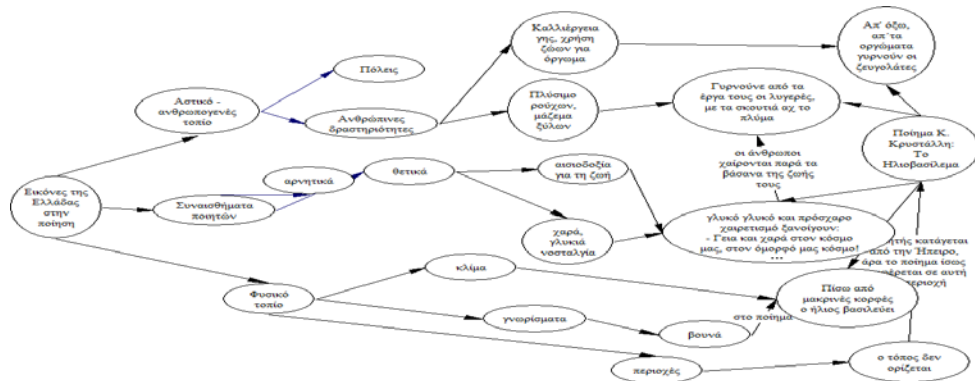 Καλλιέργεια
γης, χρήση
ζώων για
όργωμα
Απ' όξω,
απ΄τα
οργώματα
γυρνούν οι
ζευγολάτες
Πόλεις
Αστικό -
ανθρωπογενές
τοπίο
Ανθρώπινες
δραστηριότητες
Πλύσιμο
ρούχων,
μάζεμα
ξύλων
Γυρνούνε από τα
έργα τους οι λυγερές,
με τα σκουτιά αχ το
πλύμα
Ποίημα Κ.
Κρυστάλλη:
Το
Ηλιοβασίλεμα
οι άνθρωποι
χαίρονται παρά τα
βάσανα της ζωής
τους
Εικόνες της
Ελλάδας
στην
ποίηση
Συναισθήματα
ποιητών
αρνητικά
θετικά
αισιοδοξία
για τη ζωή
χαρά,
γλυκιά
νοσταλγία
γλυκό γλυκό και πρόσχαρο
χαιρετισμό ξανοίγουν:
- Γεια και χαρά στον κόσμο
μας, στον όμορφό μας κόσμο!
...
κατάγεται
από την Ήπειρο,
άρα το ποίημα ίσως
σε αυτή
Φυσικό
τοπίο
κλίμα
γνωρίσματα
βουνά
στο ποίημα
Πίσω από
μακρινές κορφές
ο ήλιος βασιλεύει
περιοχές
ο τόπος δεν
ορίζεται